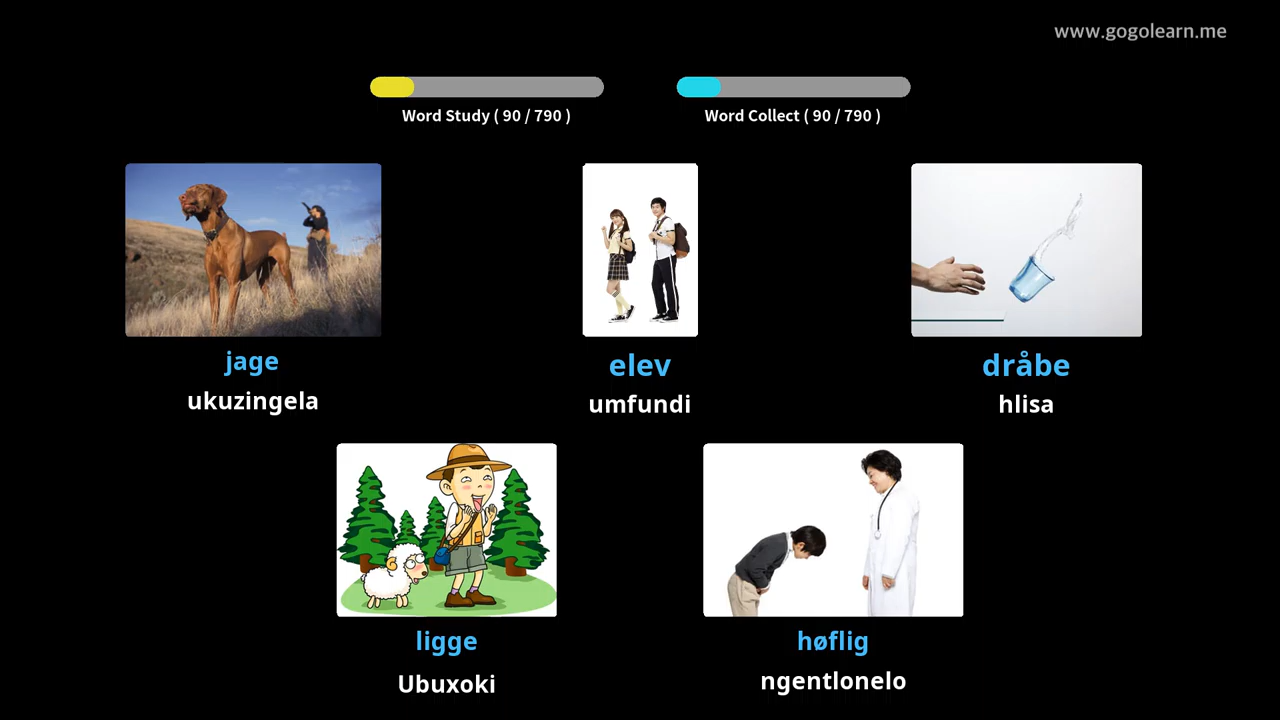 www.gogolearn.me
Word Study ( 90 / 790 )
Word Collect ( 90 / 790 )
jage
ukuzingela
elev
umfundi
dråbe
hlisa
ligge
Ubuxoki
høflig
ngentlonelo